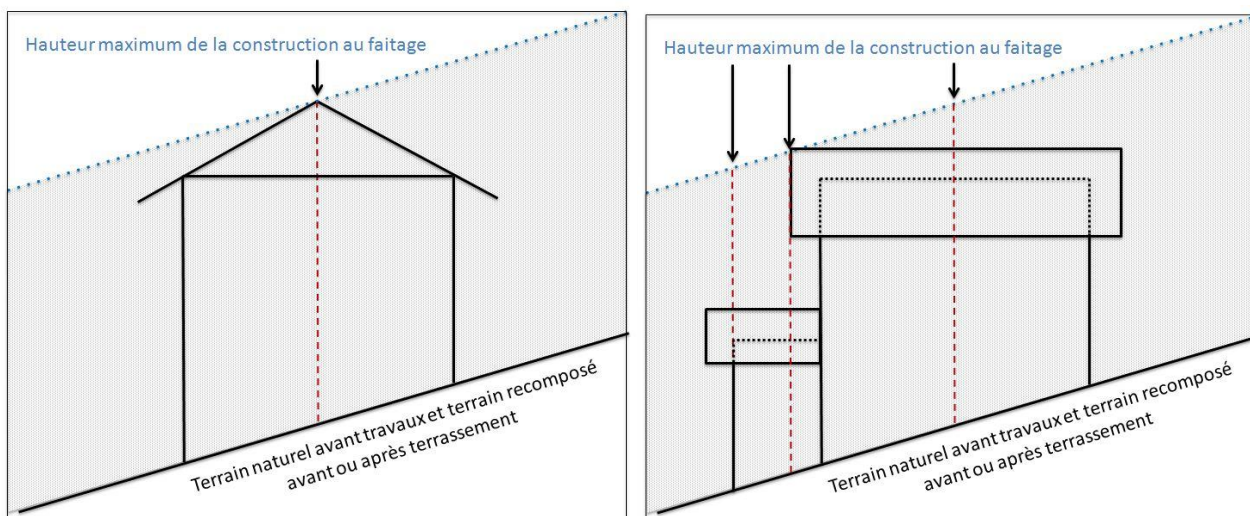 Hauteur maximum de la construction au faitage
Terrain naturel avant travaux et terrain recomposé
avant ou après terrassement
Hauteur maximum de la construction au faitage
Terrain naturel avant travaux et terrain recomposé
avant ou après terrassement